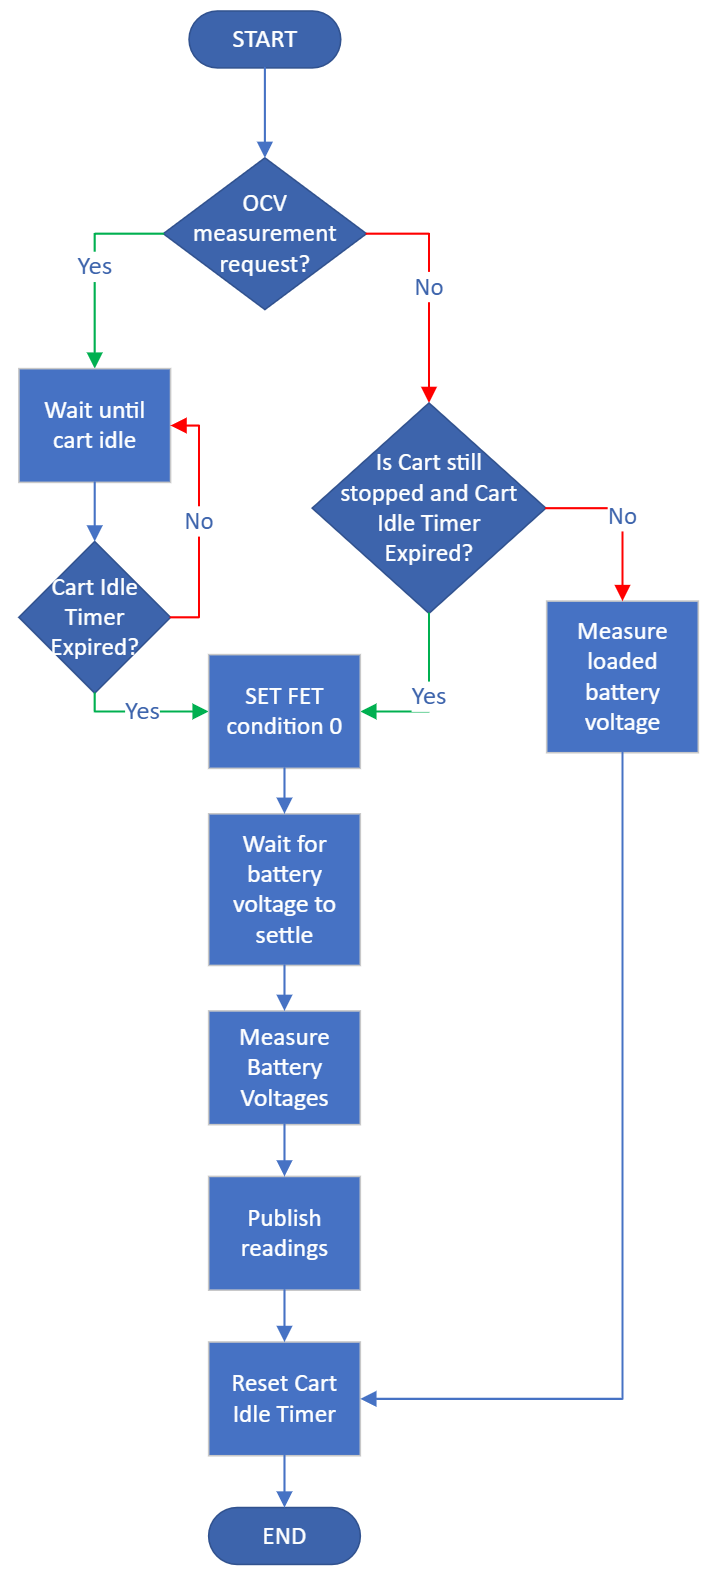 START
OCV
measurement
request?
Yes
No
Wait until
cart idle
Is Cart still
stopped and Cart
Idle Timer
Expired?
No
No
Cart Idle
Timer
Expired?
Measure
loaded
battery
voltage
Yes
SET FET
condition 0
Yes
Wait for
battery
voltage to
settle
Measure
Battery
Voltages
Publish
readings
Reset Cart
Idle Timer
END